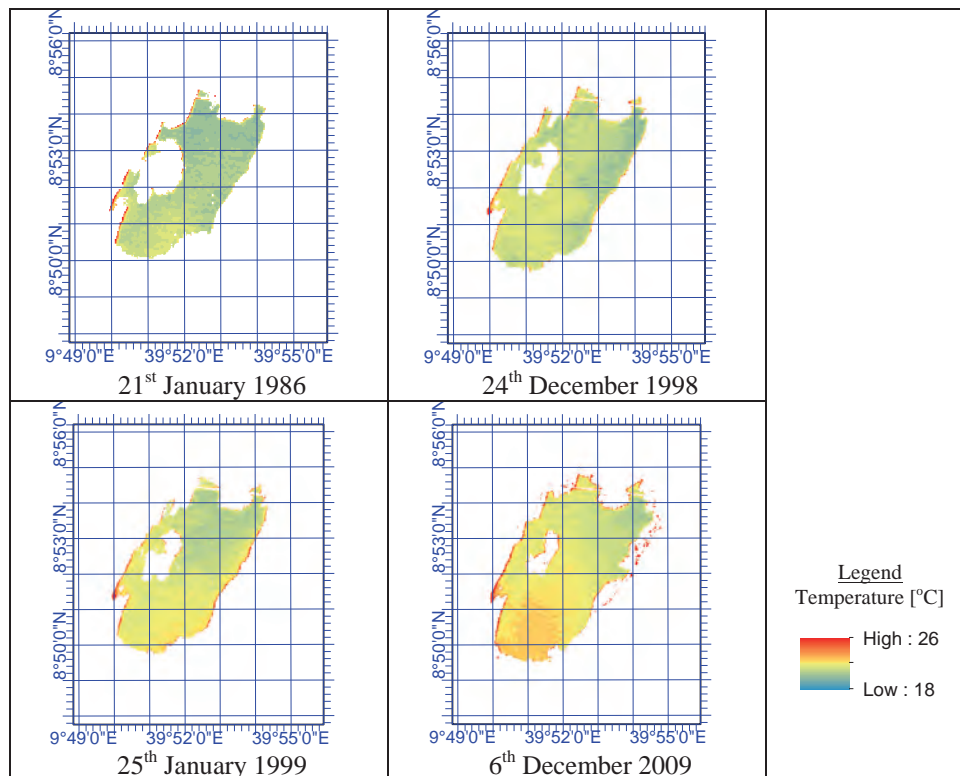 8°56'0"N
8°53'0"N
8°50'0"N
9°49'0"E 39°52'0"E 39°55'0"E
21st January 1986
8°56'0"N
8°53'0"N
8°50'0"N
9°49'0"E 39°52'0"E 39°55'0"E
24th December 1998
8°56'0"N
8°53'0"N
8°50'0"N
9°49'0"E 39°52'0"E 39°55'0"E
25th January 1999
8°56'0"N
8°53'0"N
8°50'0"N
9°49'0"E 39°52'0"E 39°55'0"E
6th December 2009
Legend
Temperature [°C]
High : 26
Low : 18